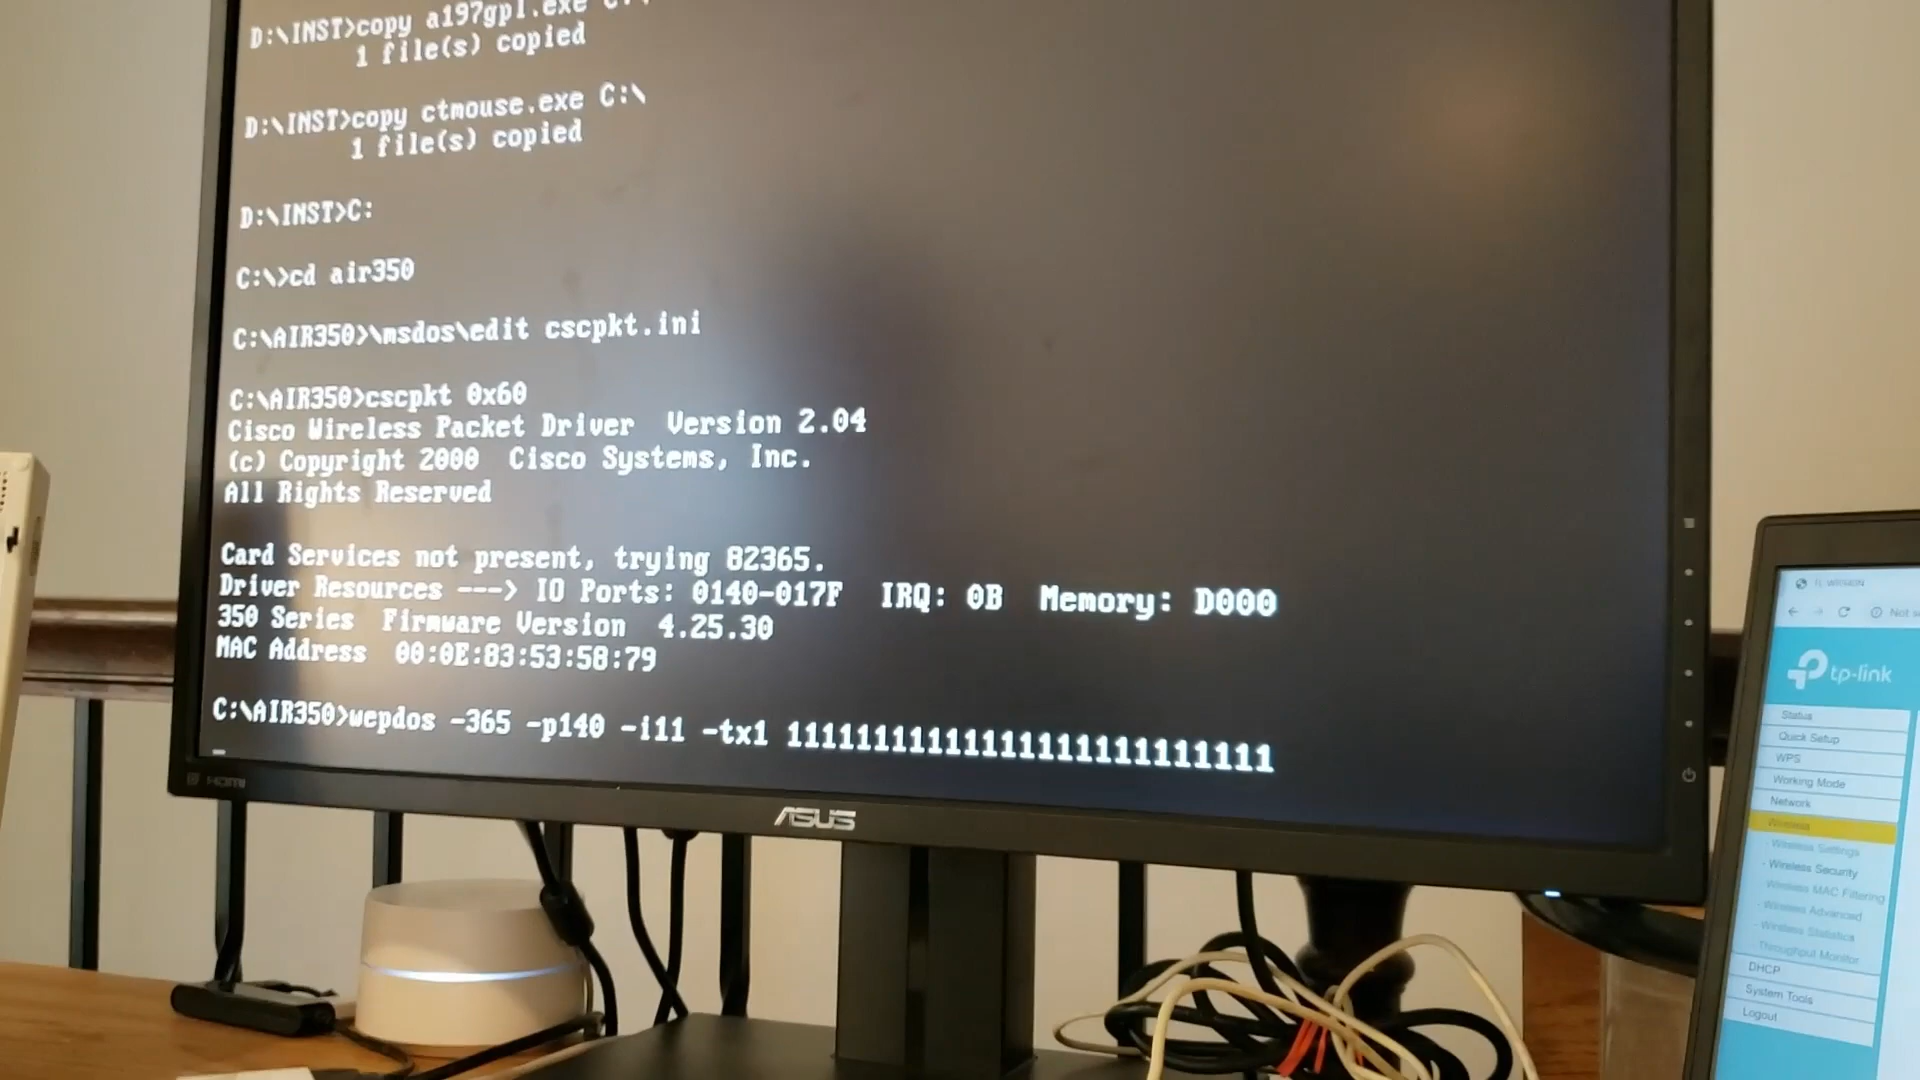 D:\INST>copy a197gpl.exe C:\
1 file(s) copied
D:\INST>copy ctmouse.exe C:\
1 file(s) copied
D:\INST>C:
C:\>cd air350
C:\AIR350>\msdos\edit cscpkt.ini
C:\AIR350>cscpkt 0x60
Cisco Wireless Packet Driver Version 2.04
(c) Copyright 2000 Cisco Systems, Inc.
All Rights Reserved
Card Services not present, trying 82365.
Driver Resources ---> IO Ports: 0140-017F IRQ: 0B Memory: D000
350 Series Firmware Version 4.25.30
MAC Address 00:0E:83:53:58:79
C:\AIR350>wepdos -365 -p140 -i11 -tx1 11111111111111111111111111
HDMI
ASUS
Not
tp-link
Status
Quick Setup
WPS
Working Mode
Network
Wireless
- Wireless Settings
- Wireless Security
- Wireless MAC Filtering
- Wireless Advanced
- Wireless Statistics
- Throughput Monitor
DHCP
System Tools
Logout